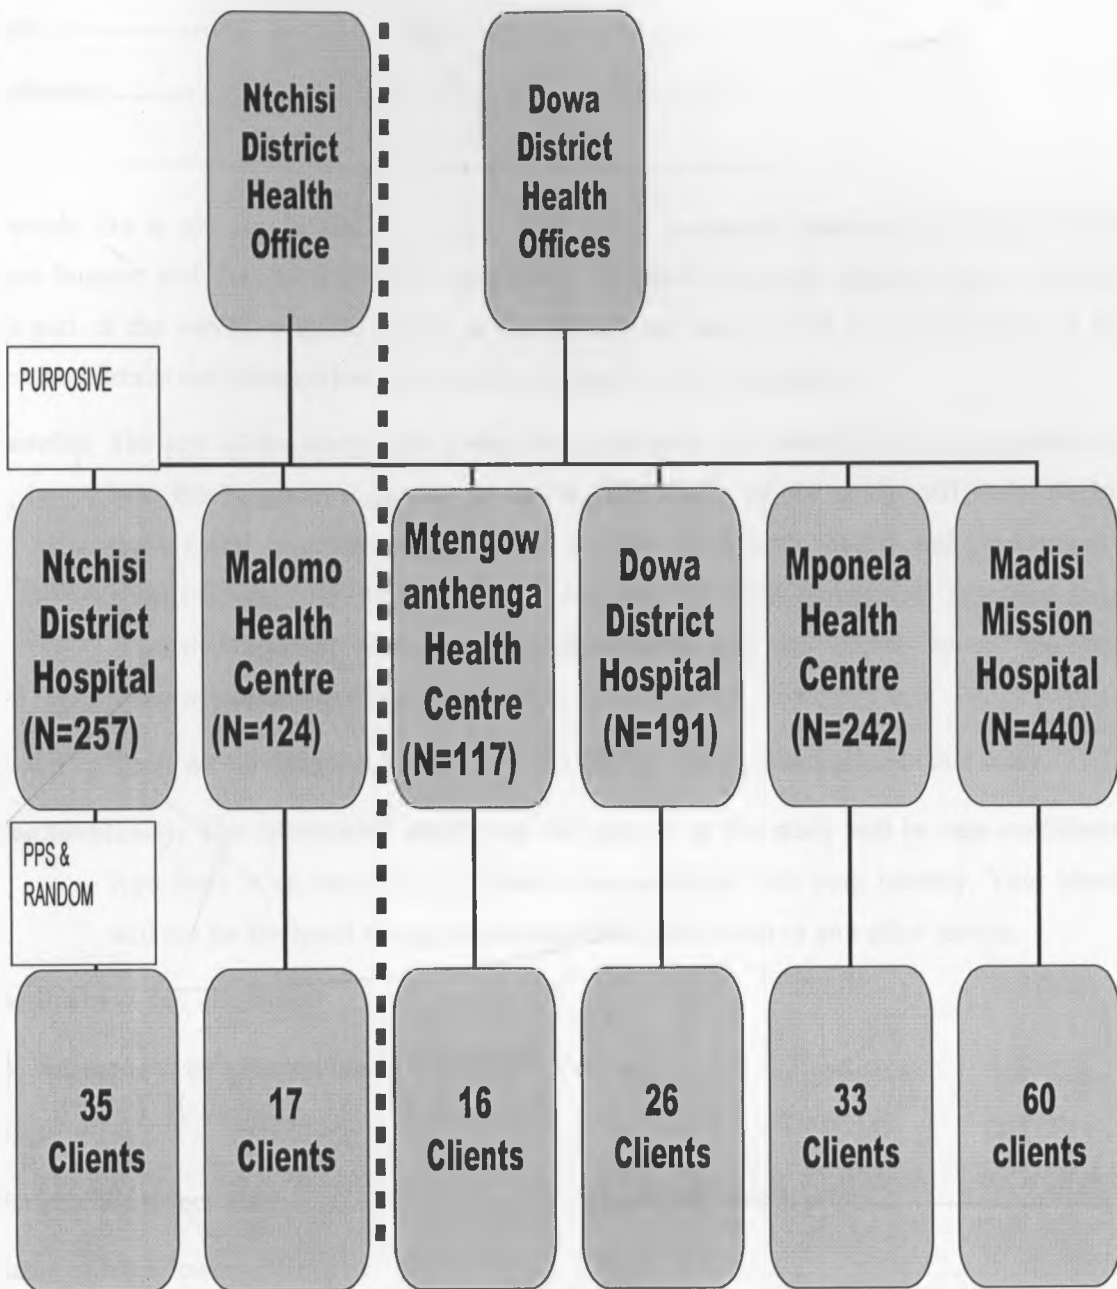 Ntchisi
District
Health
Office
Dowa
District
Health
Offices
PURPOSIVE
Ntchisi
District
Hospital
(N=257)
Malomo
Health
Centre
(N=124)
Mtengow
anthenga
Health
Centre
(N=117)
Dowa
District
Hospital
(N=191)
Mponela
Health
Centre
(N=242)
Madisi
Mission
Hospital
(N=440)
PPS &
RANDOM
35
Clients
17
Clients
16
Clients
26
Clients
33
Clients
60
clients